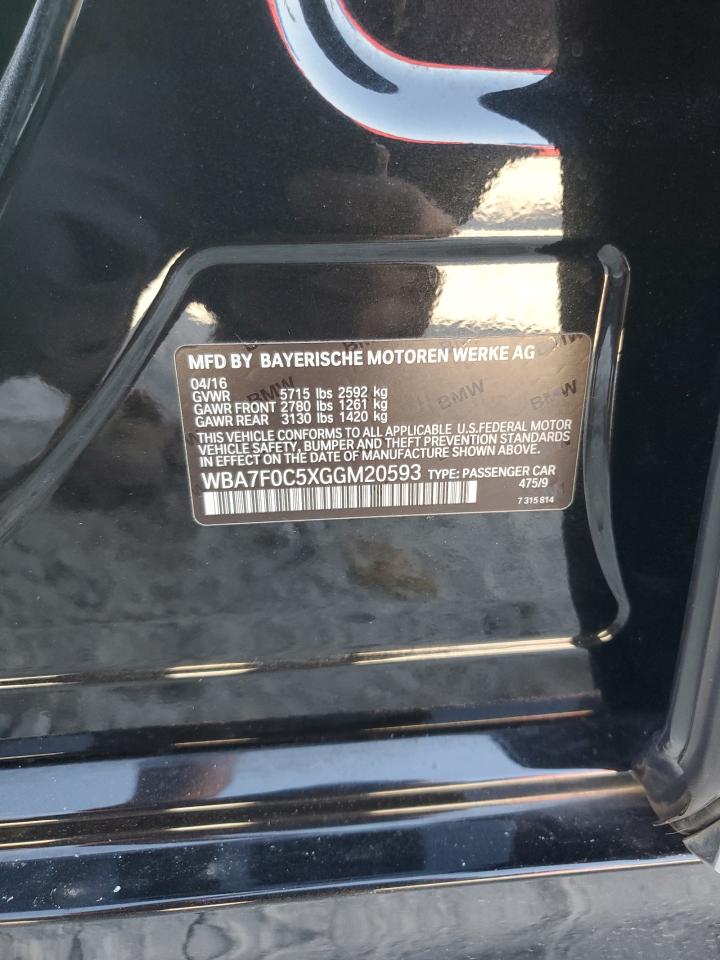 MFD BY BAYERISCHE MOTOREN WERKE AG
04/16
GVWR 5715 lbs 2592 kg
GAWR FRONT 2780 lbs 1261 kg
GAWR REAR 3130 lbs 1420 kg
THIS VEHICLE CONFORMS TO ALL APPLICABLE U.S.FEDERAL MOTOR
VEHICLE SAFETY, BUMPER AND THEFT PREVENTION STANDARDS
IN EFFECT ON THE DATE OF MANUFACTURE SHOWN ABOVE.
WBA7F0C5XGGM20593 TYPE: PASSENGER CAR
475/9
7 315 814
BMW
BMW
BMW